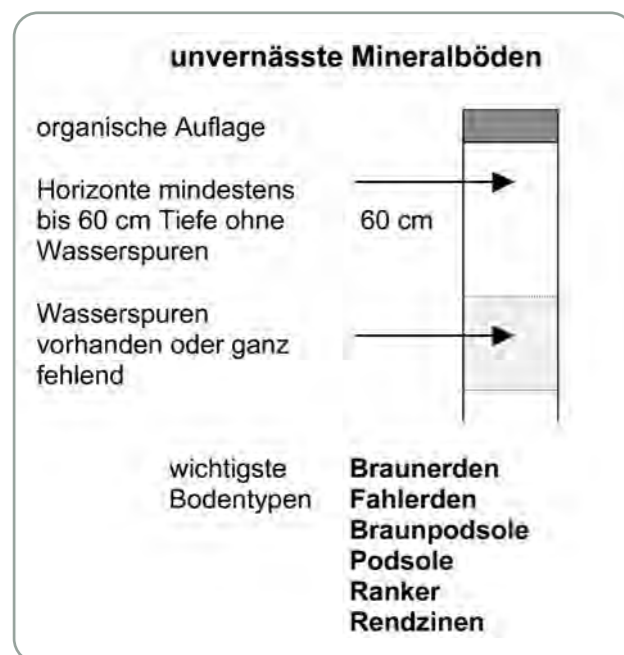 unvernässte Mineralböden
organische Auflage
Horizonte mindestens
bis 60 cm Tiefe ohne
Wasserspuren
60 cm
Wasserspuren
vorhanden oder ganz
fehlend
wichtigste
Bodentypen
Braunerden
Fahlerden
Braunpodsole
Podsole
Ranker
Rendzinen